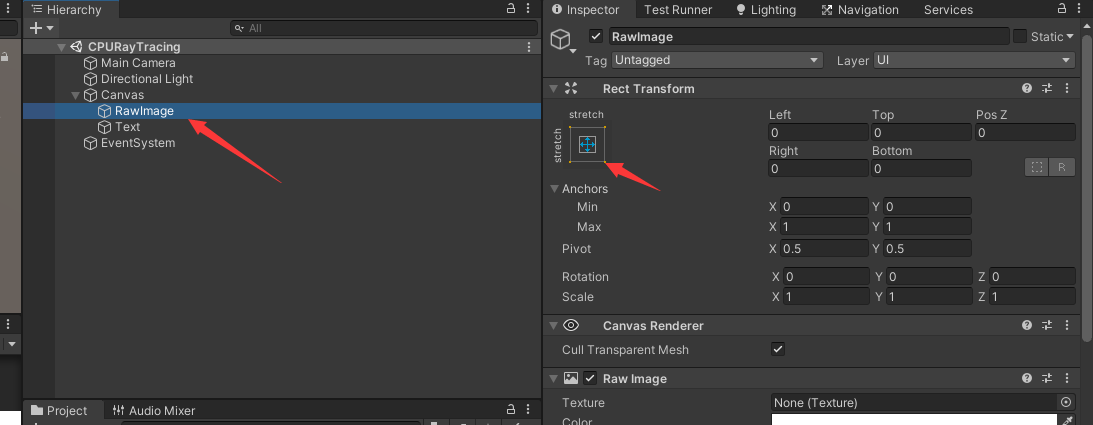 Hierarchy
All
CPURayTracing
Main Camera
Directional Light
Canvas
RawImage
Text
EventSystem
Project
Audio Mixer
Inspector
Test Runner
Lighting
Navigation
Services
RawImage
Static
Tag Untagged
Layer UI
Rect Transform
stretch
stretch
Left Top Pos Z
0 0 0
Right Bottom
0 0
R
Anchors
Min X 0 Y 0
Max X 1 Y 1
Pivot X 0.5 Y 0.5
Rotation X 0 Y 0 Z 0
Scale X 1 Y 1 Z 1
Canvas Renderer
Cull Transparent Mesh
Raw Image
Texture None (Texture)
Color